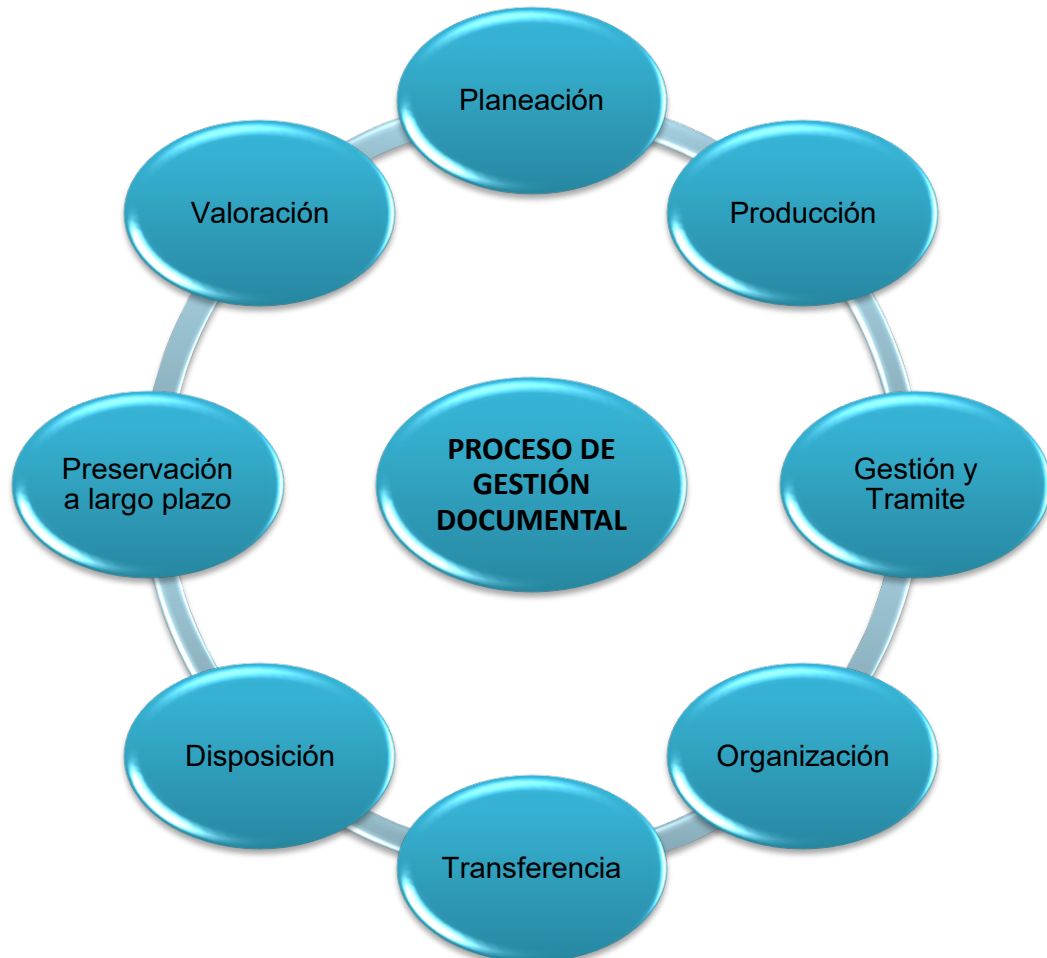 Planeación
Producción
Gestión y
Tramite
Organización
Transferencia
Disposición
Preservación
a largo plazo
Valoración
PROCESO DE
GESTIÓN
DOCUMENTAL